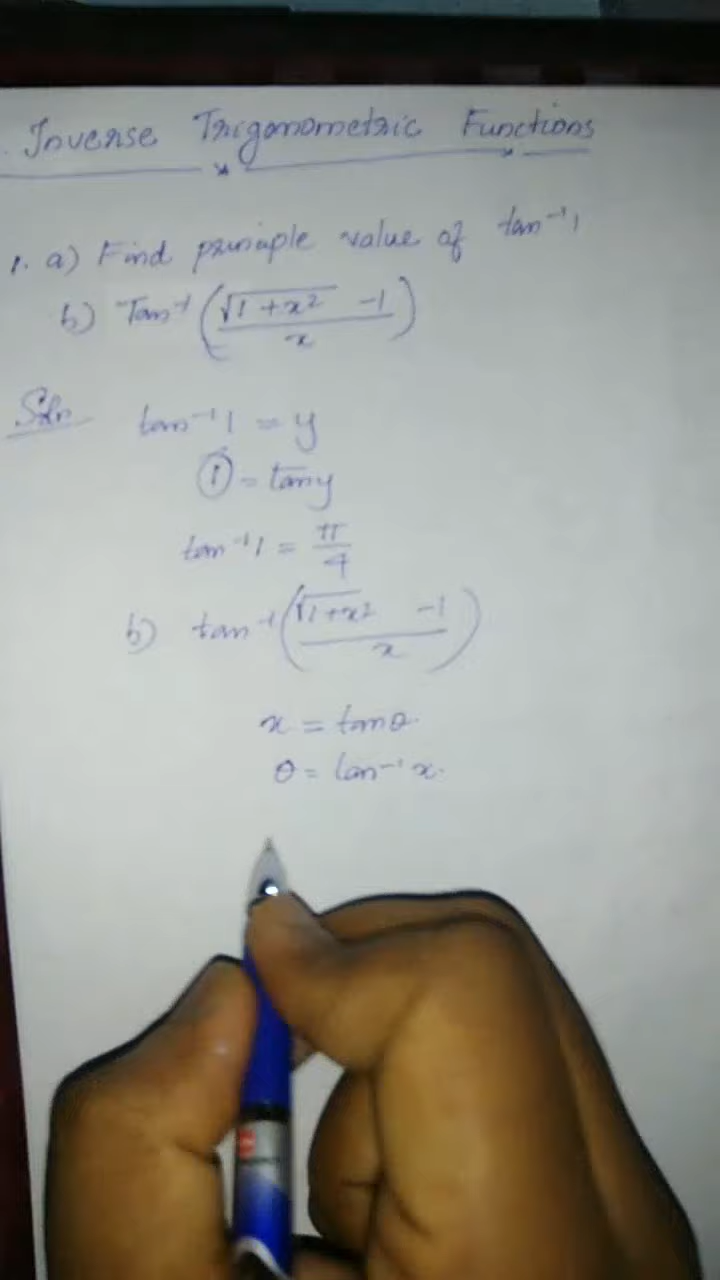 Inverse Trigonometric Functions
1. a) Find principle value of tan⁻¹1
b) Tan⁻¹(√(1+x²) -1 / x)
Soln tan⁻¹1 = y
① = tany
tan⁻¹1 = π/4
b) tan⁻¹(√(1+x²) -1 / x)
x = tanθ.
θ = tan⁻¹x.